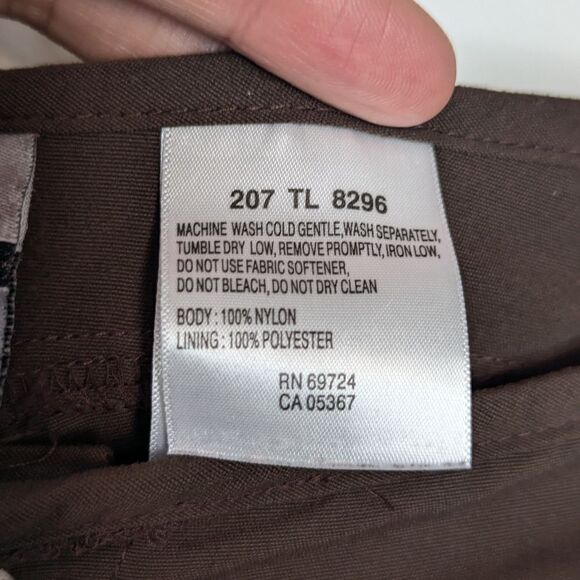 207 TL 8296
MACHINE WASH COLD GENTLE,WASH SEPARATELY,
TUMBLE DRY LOW, REMOVE PROMPTLY, IRON LOW,
DO NOT USE FABRIC SOFTENER,
DO NOT BLEACH, DO NOT DRY CLEAN
BODY : 100% NYLON
LINING : 100% POLYESTER
RN 69724
CA 05367